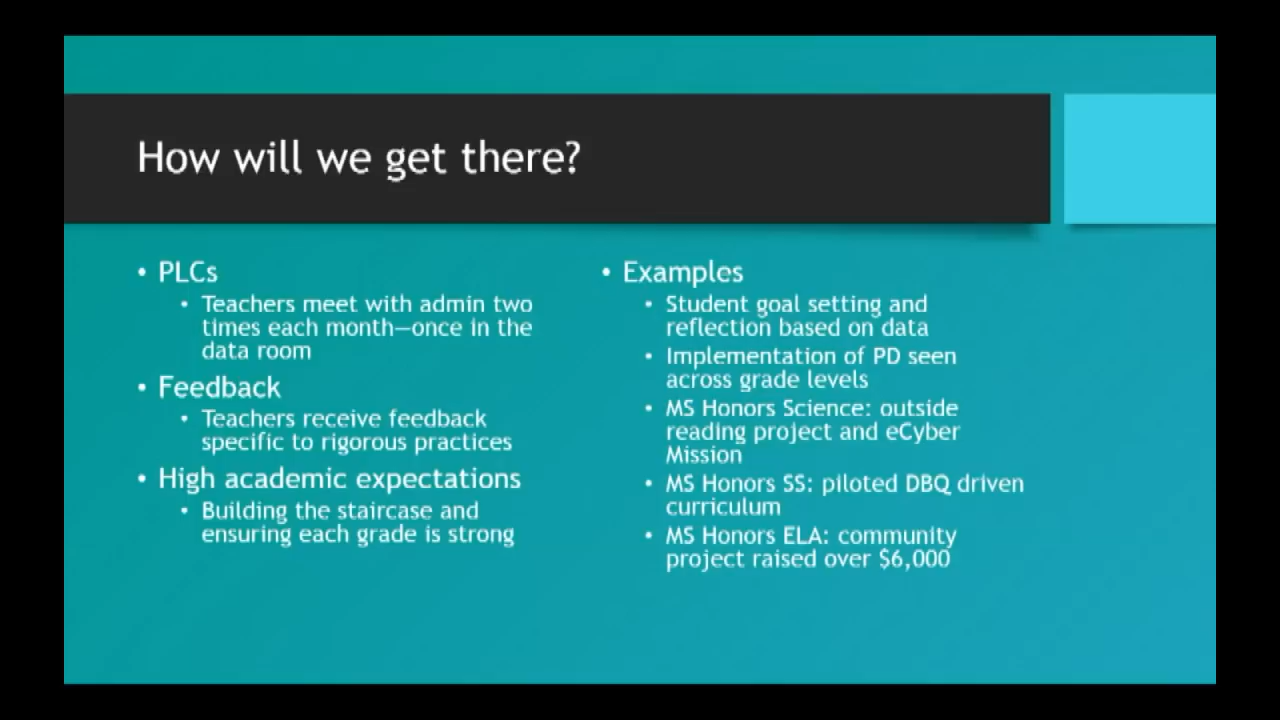 How will we get there?
• PLCs
• Teachers meet with admin two
times each month—once in the
data room
• Feedback
• Teachers receive feedback
specific to rigorous practices
• High academic expectations
• Building the staircase and
ensuring each grade is strong
• Examples
• Student goal setting and
reflection based on data
• Implementation of PD seen
across grade levels
• MS Honors Science: outside
reading project and eCyber
Mission
• MS Honors SS: piloted DBQ driven
curriculum
• MS Honors ELA: community
project raised over $6,000